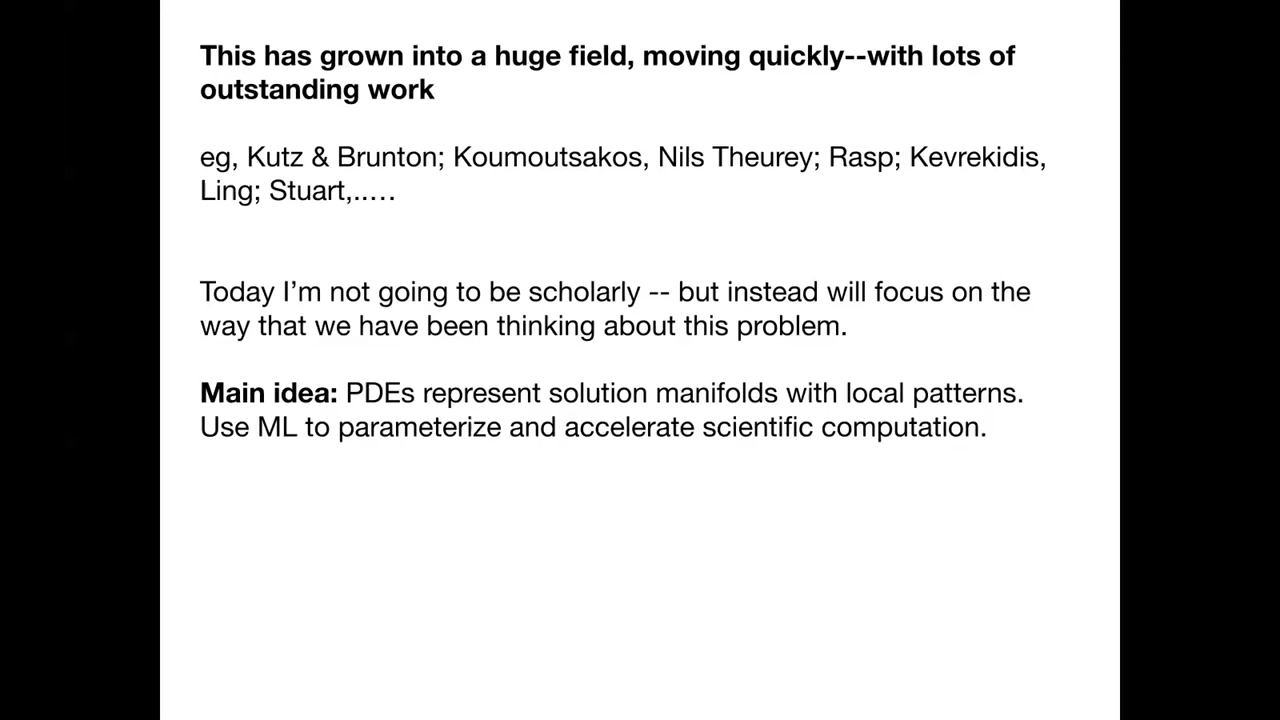 This has grown into a huge field, moving quickly--with lots of
outstanding work
eg, Kutz & Brunton; Koumoutsakos, Nils Theurey; Rasp; Kevrekidis,
Ling; Stuart,..…
Today I’m not going to be scholarly -- but instead will focus on the
way that we have been thinking about this problem.
Main idea: PDEs represent solution manifolds with local patterns.
Use ML to parameterize and accelerate scientific computation.